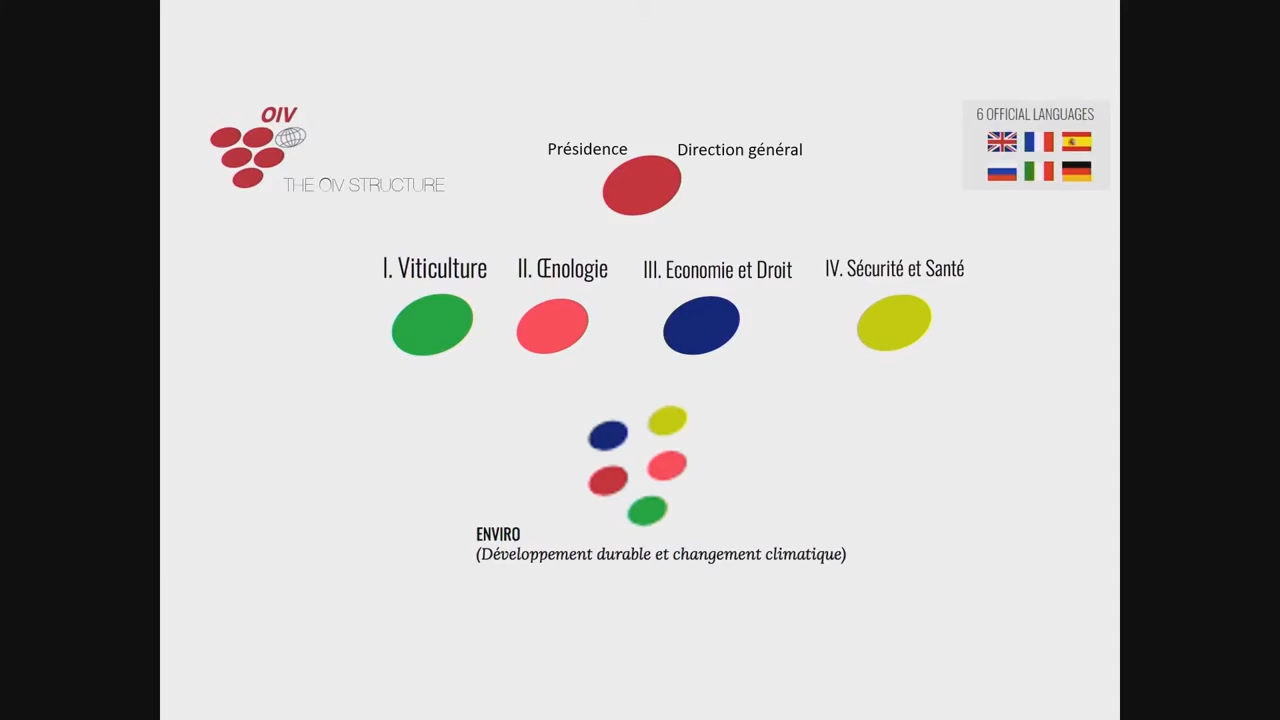 OIV
THE OIV STRUCTURE
6 OFFICIAL LANGUAGES
Présidence
Direction général
I. Viticulture
II. Œnologie
III. Economie et Droit
IV. Sécurité et Santé
ENVIRO
(Développement durable et changement climatique)